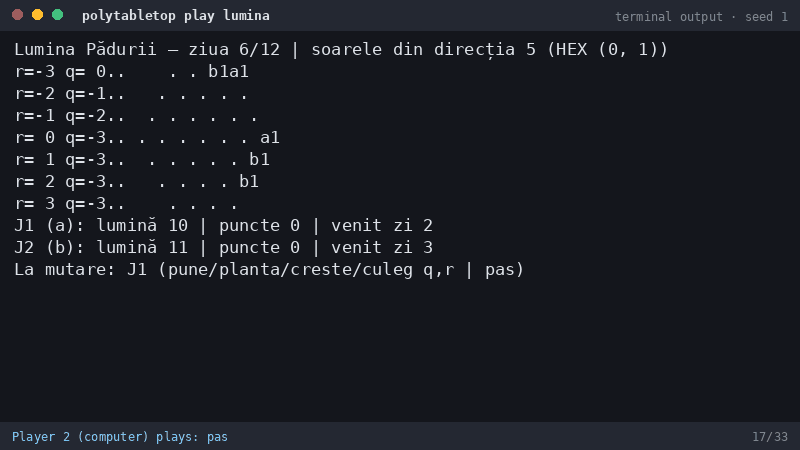 polytabletop play lumina
terminal output · seed 1
Lumina Pădurii — ziua 6/12 | soarele din direcția 5 (HEX (0, 1))
r=-3 q= 0..    . . b1a1
r=-2 q=-1..   . . . . .
r=-1 q=-2..  . . . . . .
r= 0 q=-3.. . . . . . . a1
r= 1 q=-3..  . . . . . b1
r= 2 q=-3..   . . . . b1
r= 3 q=-3..    . . . .
J1 (a): lumină 10 | puncte 0 | venit zi 2
J2 (b): lumină 11 | puncte 0 | venit zi 3
La mutare: J1 (pune/planta/creste/culeg q,r | pas)
Player 2 (computer) plays: pas
17/33